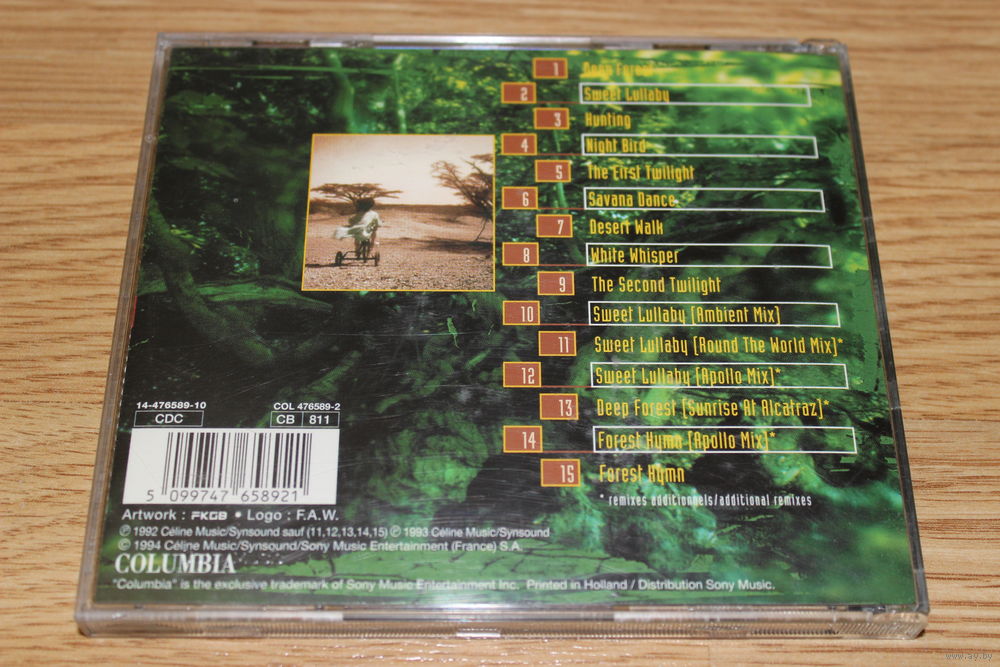 1 Deep Forest
2 Sweet Lullaby
3 Hunting
4 Night Bird
5 The First Twilight
6 Savana Dance
7 Desert Walk
8 White Whisper
9 The Second Twilight
10 Sweet Lullaby [Ambient Mix]
11 Sweet Lullaby [Round The World Mix]*
12 Sweet Lullaby [Apollo Mix]*
13 Deep Forest [Sunrise At Alcatraz]*
14 Forest Hymn [Apollo Mix]*
15 Forest Hymn
* remixes additionnels/additional remixes
14-476589-10 COL 476589-2
CDC CB 811
5 099747 658921
Artwork : FKGB • Logo : F.A.W.
℗ 1992 Céline Music/Synsound sauf (11,12,13,14,15) ℗ 1993 Céline Music/Synsound
© 1994 Céline Music/Synsound/Sony Music Entertainment (France) S.A.
COLUMBIA
"Columbia" is the exclusive trademark of Sony Music Entertainment Inc. Printed in Holland / Distribution Sony Music.
www.ay.by